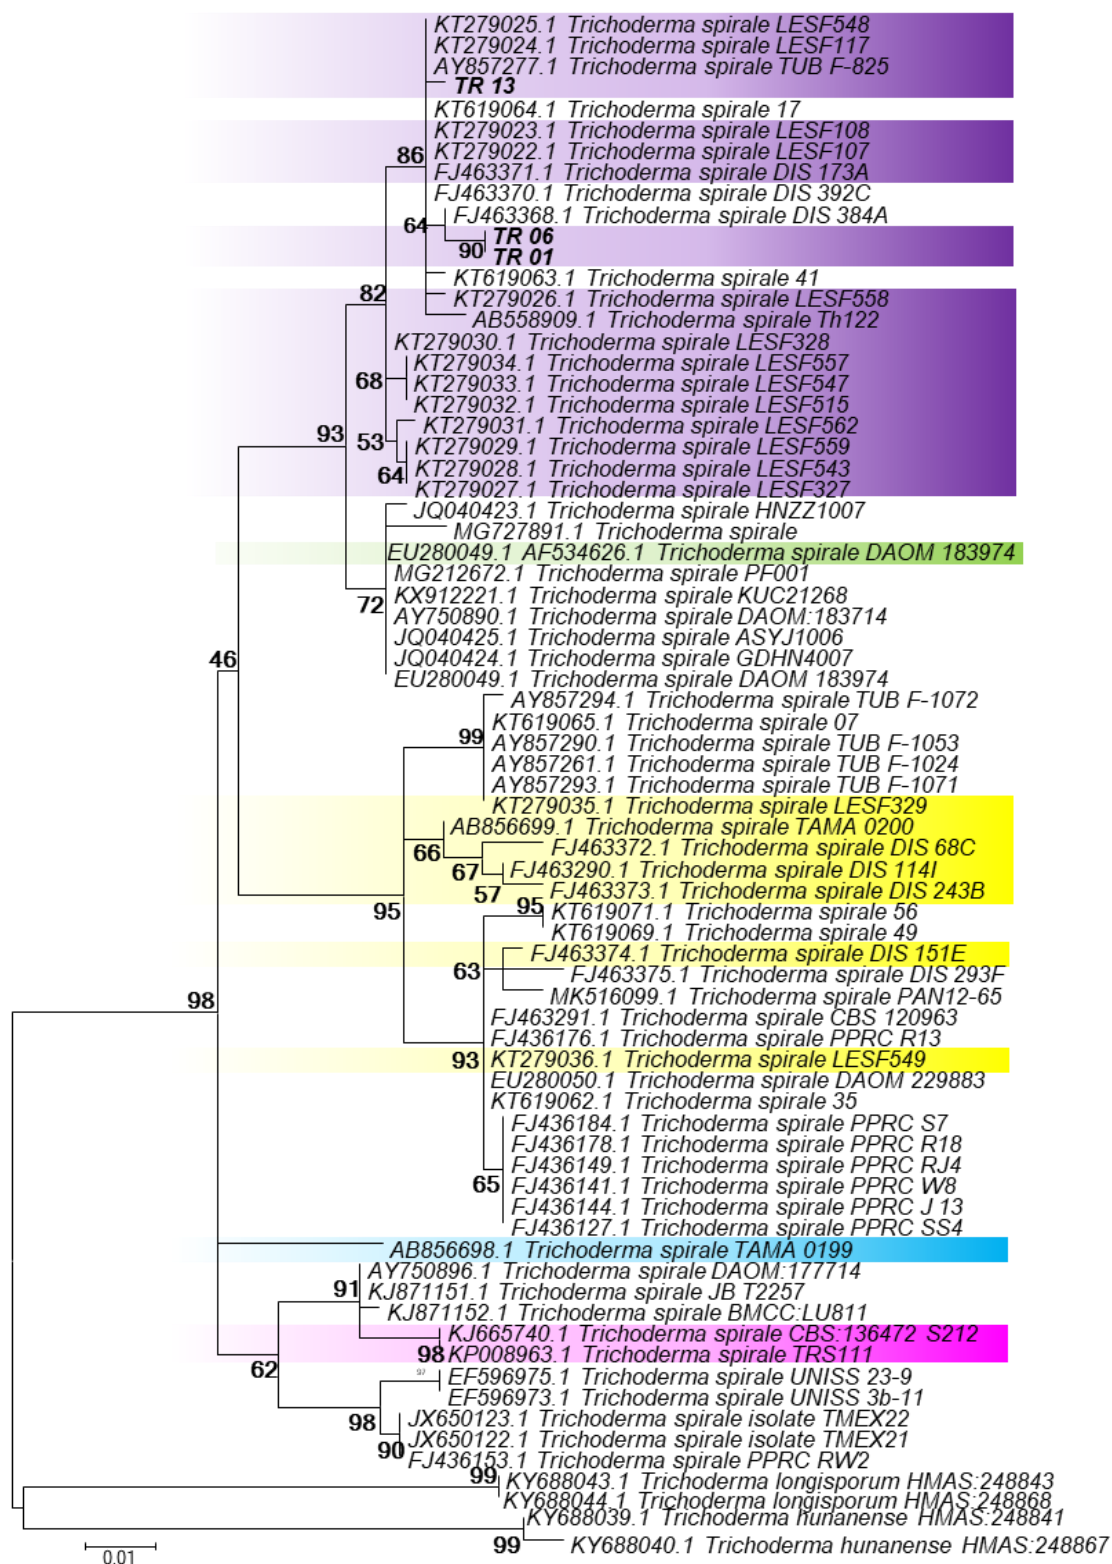 KT279025.1 Trichoderma spirale LESF548
KT279024.1 Trichoderma spirale LESF117
AY857277.1 Trichoderma spirale TUB F-825
TR 13
KT619064.1 Trichoderma spirale 17
KT279023.1 Trichoderma spirale LESF108
86
KT279022.1 Trichoderma spirale LESF107
FJ463371.1 Trichoderma spirale DIS 173A
FJ463370.1 Trichoderma spirale DIS 392C
FJ463368.1 Trichoderma spirale DIS 384A
64
TR 06
90
TR 01
KT619063.1 Trichoderma spirale 41
82
KT279026.1 Trichoderma spirale LESF558
AB558909.1 Trichoderma spirale Th122
KT279030.1 Trichoderma spirale LESF328
KT279034.1 Trichoderma spirale LESF557
68
KT279033.1 Trichoderma spirale LESF547
KT279032.1 Trichoderma spirale LESF515
KT279031.1 Trichoderma spirale LESF562
93
53
KT279029.1 Trichoderma spirale LESF559
64
KT279028.1 Trichoderma spirale LESF543
KT279027.1 Trichoderma spirale LESF327
JQ040423.1 Trichoderma spirale HNZZ1007
MG727891.1 Trichoderma spirale
EU280049.1 AF534626.1 Trichoderma spirale DAOM 183974
MG212672.1 Trichoderma spirale PF001
KX912221.1 Trichoderma spirale KUC21268
72
AY750890.1 Trichoderma spirale DAOM:183714
JQ040425.1 Trichoderma spirale ASYJ1006
46
JQ040424.1 Trichoderma spirale GDHN4007
EU280049.1 Trichoderma spirale DAOM 183974
AY857294.1 Trichoderma spirale TUB F-1072
KT619065.1 Trichoderma spirale 07
99
AY857290.1 Trichoderma spirale TUB F-1053
AY857261.1 Trichoderma spirale TUB F-1024
AY857293.1 Trichoderma spirale TUB F-1071
KT279035.1 Trichoderma spirale LESF329
AB856699.1 Trichoderma spirale TAMA 0200
66
FJ463372.1 Trichoderma spirale DIS 68C
67
FJ463290.1 Trichoderma spirale DIS 114I
57
FJ463373.1 Trichoderma spirale DIS 243B
95
95
KT619071.1 Trichoderma spirale 56
KT619069.1 Trichoderma spirale 49
FJ463374.1 Trichoderma spirale DIS 151E
63
FJ463375.1 Trichoderma spirale DIS 293F
MK516099.1 Trichoderma spirale PAN12-65
98
FJ463291.1 Trichoderma spirale CBS 120963
FJ436176.1 Trichoderma spirale PPRC R13
93
KT279036.1 Trichoderma spirale LESF549
EU280050.1 Trichoderma spirale DAOM 229883
KT619062.1 Trichoderma spirale 35
FJ436184.1 Trichoderma spirale PPRC S7
FJ436178.1 Trichoderma spirale PPRC R18
FJ436149.1 Trichoderma spirale PPRC RJ4
65
FJ436141.1 Trichoderma spirale PPRC W8
FJ436144.1 Trichoderma spirale PPRC J 13
FJ436127.1 Trichoderma spirale PPRC SS4
AB856698.1 Trichoderma spirale TAMA 0199
AY750896.1 Trichoderma spirale DAOM:177714
91
KJ871151.1 Trichoderma spirale JB T2257
KJ871152.1 Trichoderma spirale BMCC:LU811
KJ665740.1 Trichoderma spirale CBS:136472 S212
98
KP008963.1 Trichoderma spirale TRS111
62
97
EF596975.1 Trichoderma spirale UNISS 23-9
EF596973.1 Trichoderma spirale UNISS 3b-11
98
JX650123.1 Trichoderma spirale isolate TMEX22
JX650122.1 Trichoderma spirale isolate TMEX21
90
FJ436153.1 Trichoderma spirale PPRC RW2
99
KY688043.1 Trichoderma longisporum HMAS:248843
KY688044.1 Trichoderma longisporum HMAS:248868
KY688039.1 Trichoderma hunanense HMAS:248841
99
KY688040.1 Trichoderma hunanense HMAS:248867
0.01